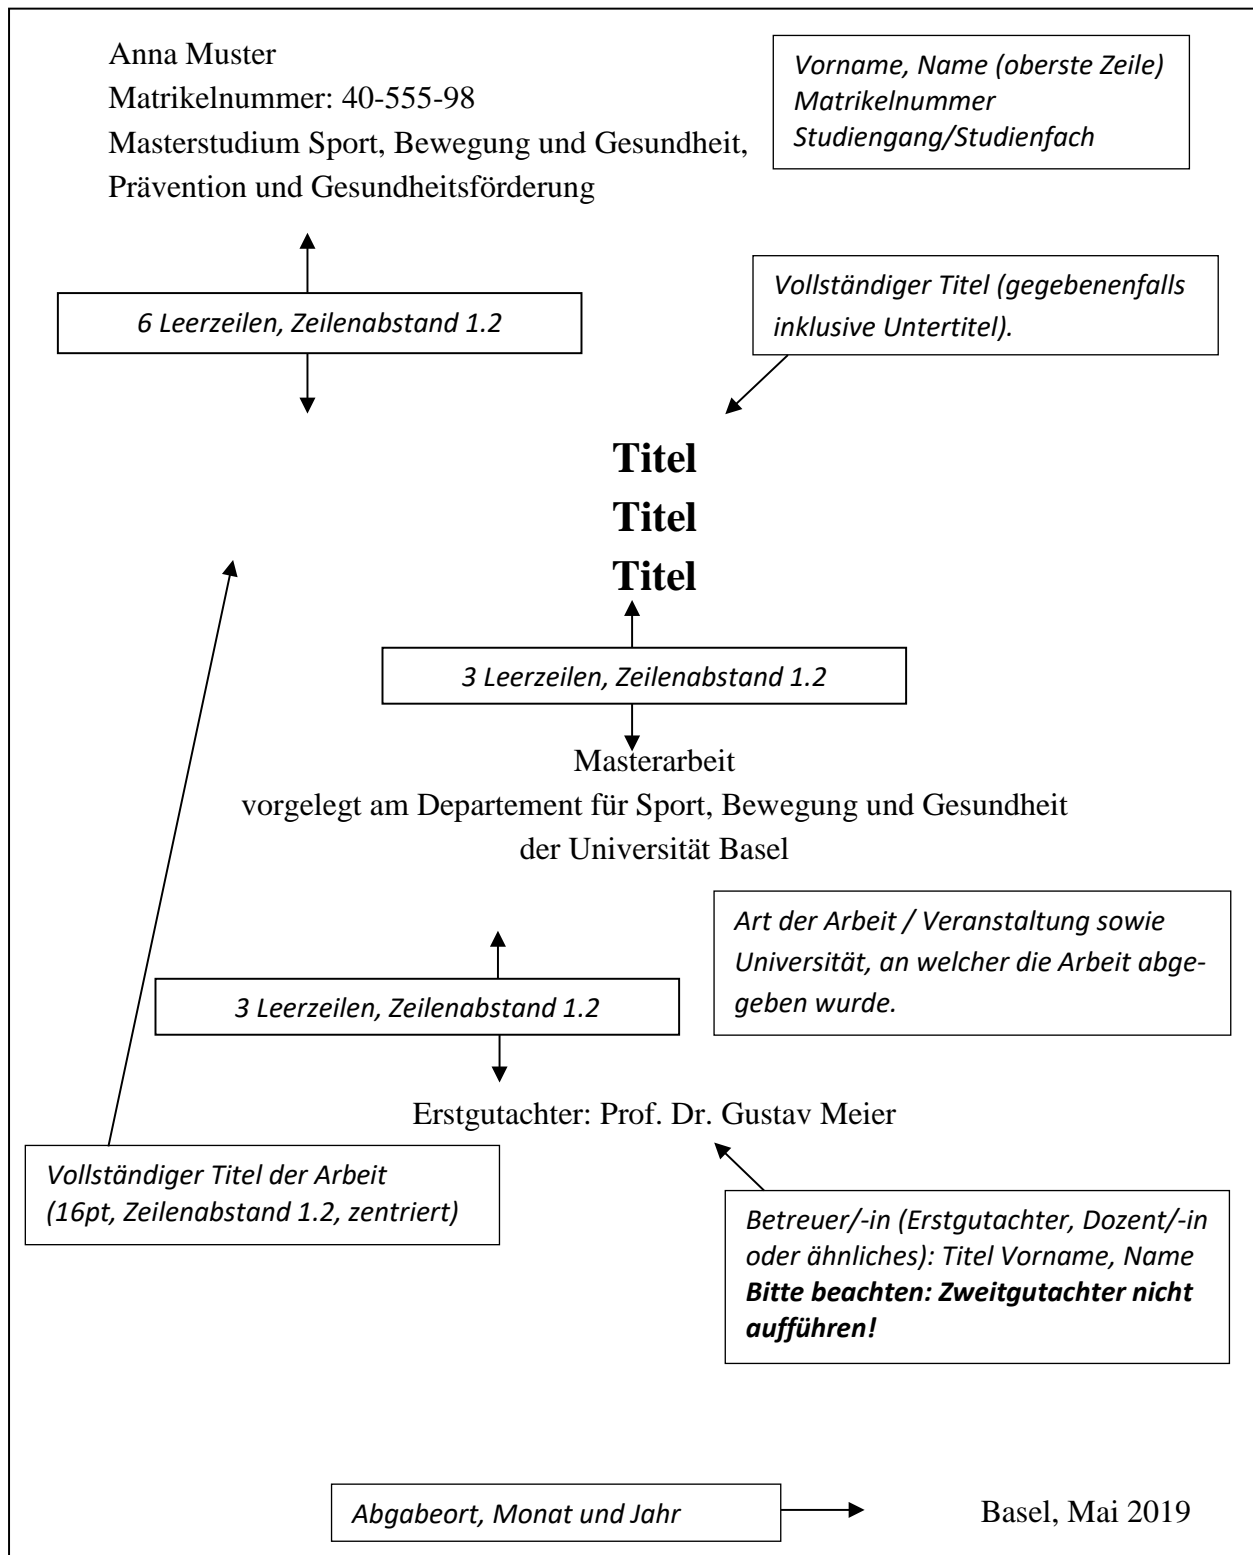 Anna Muster
Matrikelnummer: 40-555-98
Masterstudium Sport, Bewegung und Gesundheit,
Prävention und Gesundheitsförderung
Vorname, Name (oberste Zeile)
Matrikelnummer
Studiengang/Studienfach
6 Leerzeilen, Zeilenabstand 1.2
Vollständiger Titel (gegebenenfalls
inklusive Untertitel).
Titel
Titel
Titel
3 Leerzeilen, Zeilenabstand 1.2
Masterarbeit
vorgelegt am Departement für Sport, Bewegung und Gesundheit
der Universität Basel
Art der Arbeit / Veranstaltung sowie
Universität, an welcher die Arbeit abge-
geben wurde.
3 Leerzeilen, Zeilenabstand 1.2
Erstgutachter: Prof. Dr. Gustav Meier
Vollständiger Titel der Arbeit
(16pt, Zeilenabstand 1.2, zentriert)
Betreuer/-in (Erstgutachter, Dozent/-in
oder ähnliches): Titel Vorname, Name
Bitte beachten: Zweitgutachter nicht
aufführen!
Abgabeort, Monat und Jahr
Basel, Mai 2019